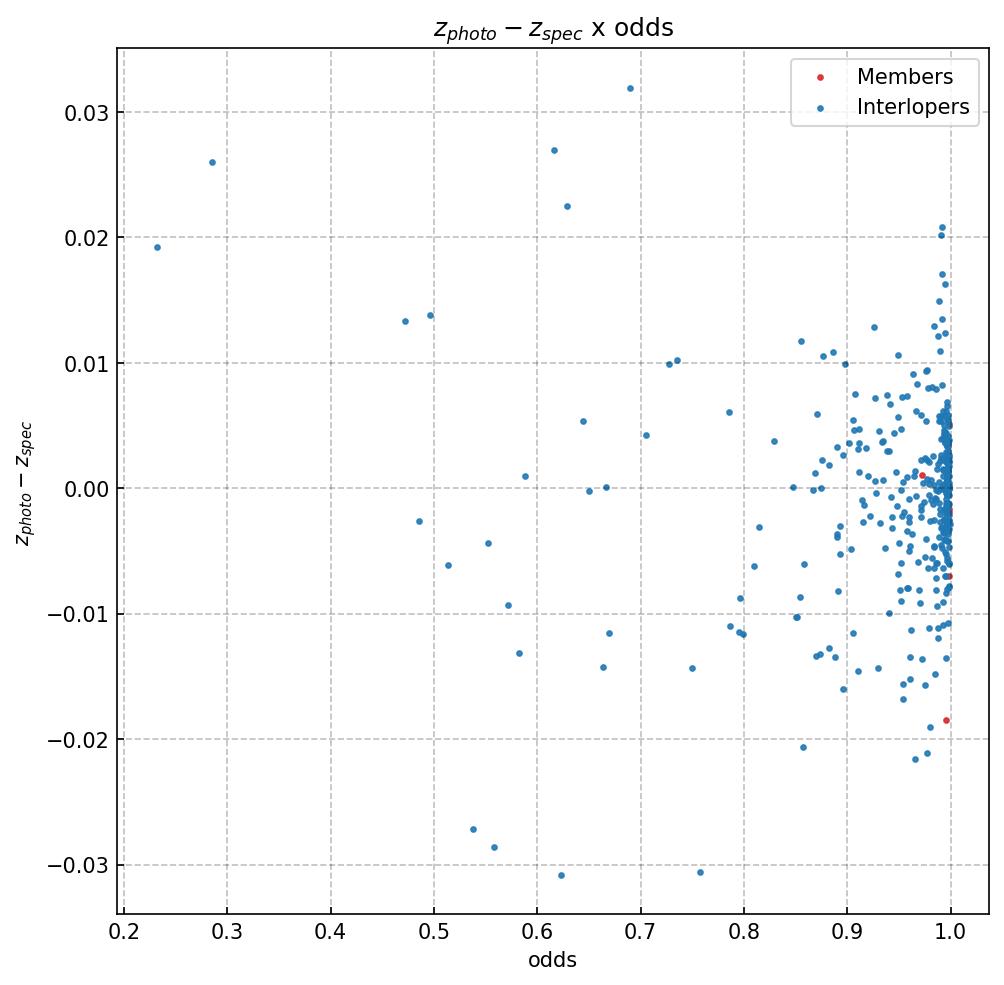 z_photo − z_spec x odds
Members
Interlopers
0.03
0.02
0.01
0.00
−0.01
−0.02
−0.03
z_photo − z_spec
0.2 0.3 0.4 0.5 0.6 0.7 0.8 0.9 1.0
odds